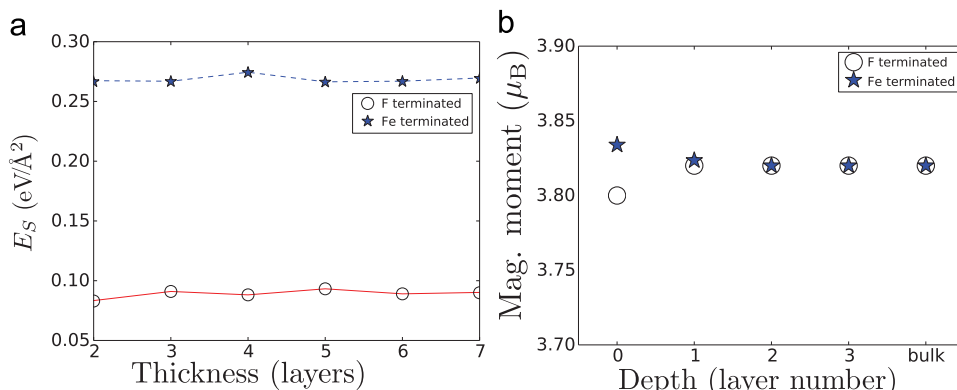 a
0.30
0.25
0.20
0.15
0.10
0.05
E_S (eV/Å²)
F terminated
Fe terminated
2 3 4 5 6 7
Thickness (layers)
b
3.90
3.85
3.80
3.75
3.70
Mag. moment (μ_B)
F terminated
Fe terminated
0 1 2 3 bulk
Depth (layer number)